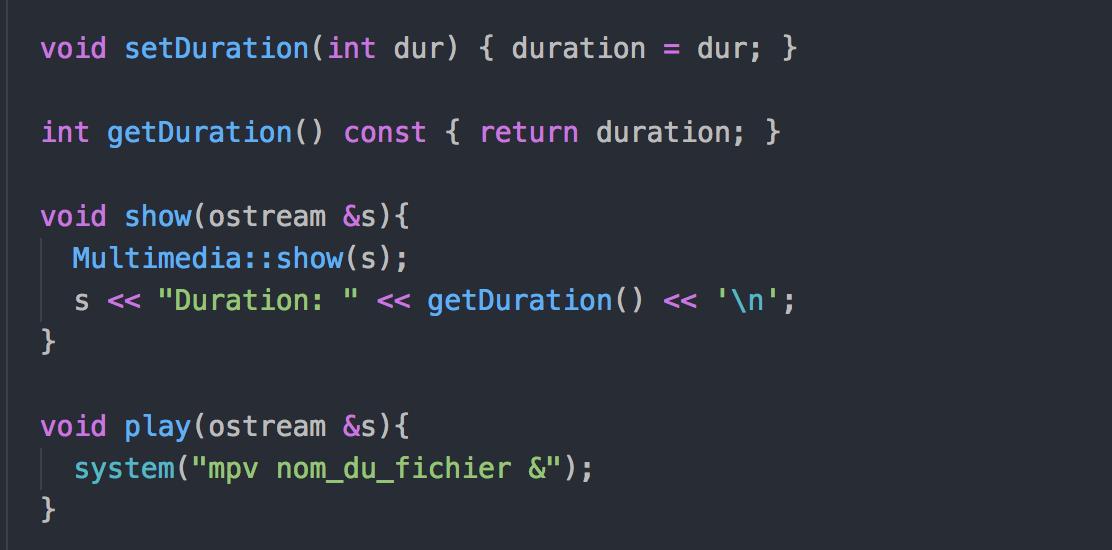 void setDuration(int dur) { duration = dur; }
int getDuration() const { return duration; }
void show(ostream &s){
Multimedia::show(s);
s << "Duration: " << getDuration() << '\n';
}
void play(ostream &s){
system("mpv nom_du_fichier &");
}